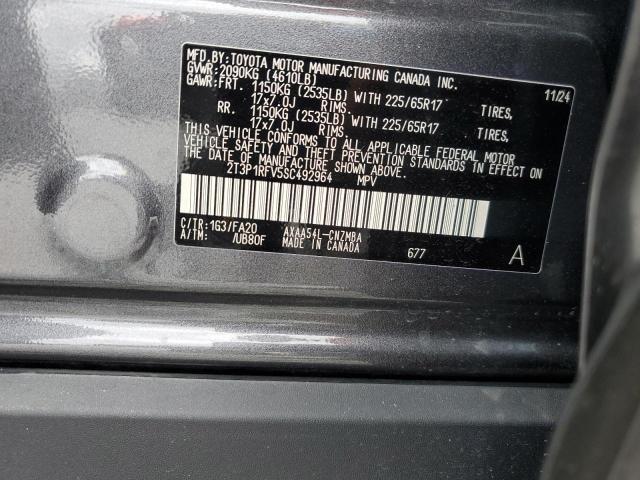 MFD.BY:TOYOTA MOTOR MANUFACTURING CANADA INC.
GVWR:2090KG (4610LB) 11/24
GAWR:FRT. 1150KG (2535LB) WITH 225/65R17 TIRES,
17x7.0J RIMS.
RR. 1150KG (2535LB) WITH 225/65R17 TIRES,
17x7.0J RIMS.
THIS VEHICLE CONFORMS TO ALL APPLICABLE FEDERAL MOTOR
VEHICLE SAFETY AND THEFT PREVENTION STANDARDS IN EFFECT ON
THE DATE OF MANUFACTURE SHOWN ABOVE.
2T3P1RFV5SC492964 MPV
C/TR:1G3/FA20 AXAA54L-CNZMBA
A/TM: /UB80F MADE IN CANADA 677 A